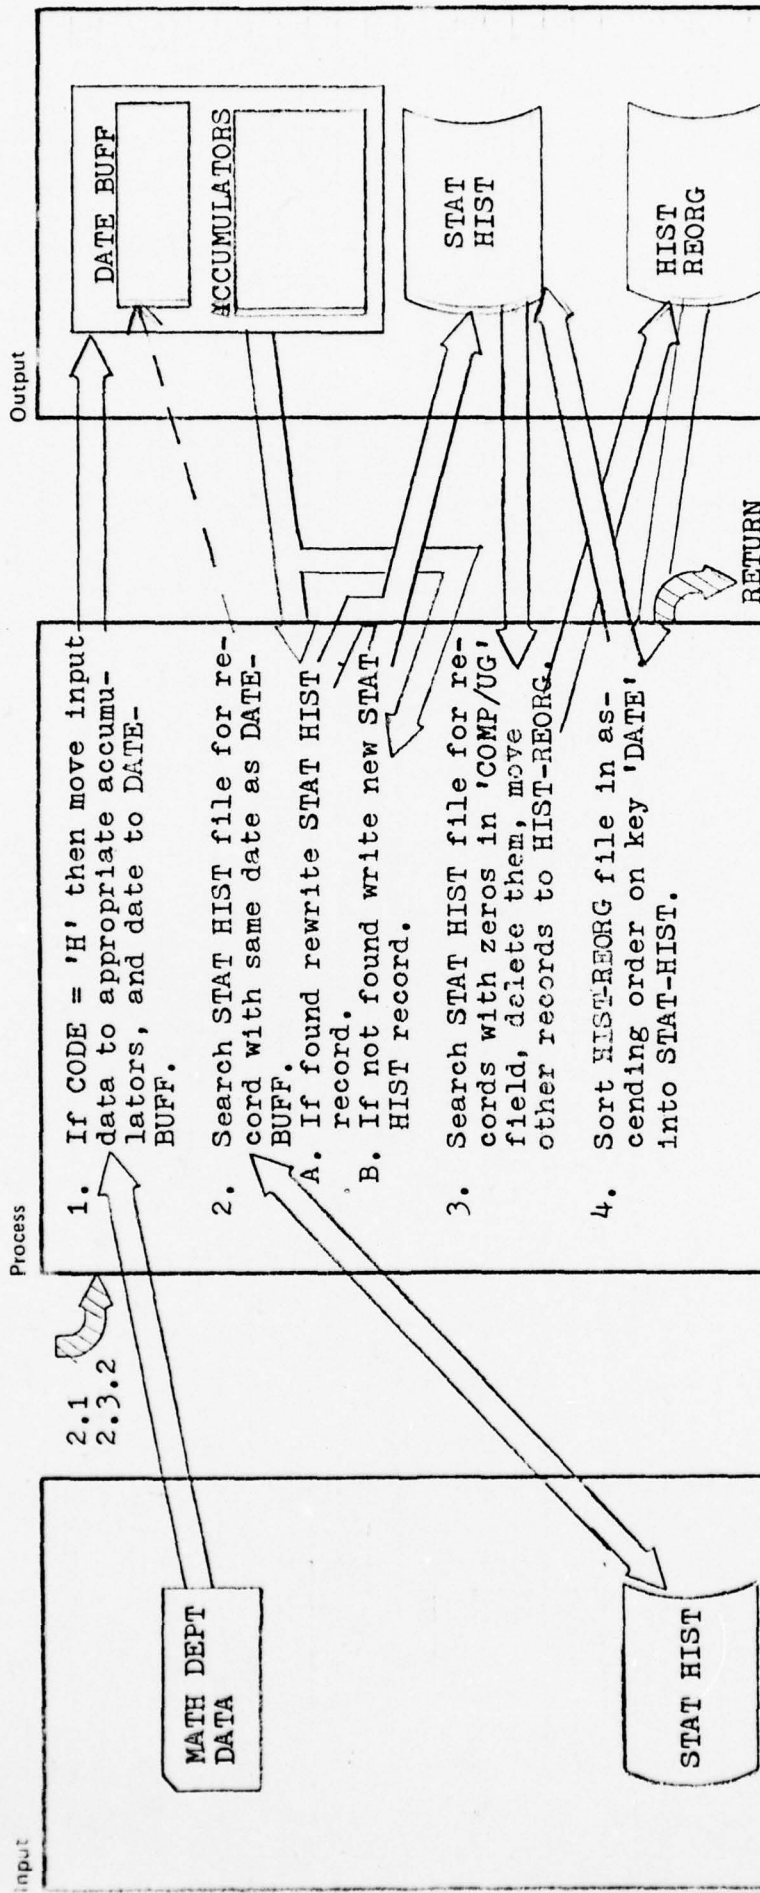 Input
MATH DEPT
DATA
STAT HIST
2.1
2.3.2
Process
1. If CODE = 'H' then move input
data to appropriate accumu-
lators, and date to DATE-
BUFF.
2. Search STAT HIST file for re-
cord with same date as DATE-
BUFF.
A. If found rewrite STAT HIST
record.
B. If not found write new STAT
HIST record.
3. Search STAT HIST file for re-
cords with zeros in 'COMP/UG'
field, delete them, move
other records to HIST-REORG.
4. Sort HIST-REORG file in as-
cending order on key 'DATE'
into STAT-HIST.
RETURN
Output
DATE BUFF
ACCUMULATORS
STAT
HIST
HIST
REORG